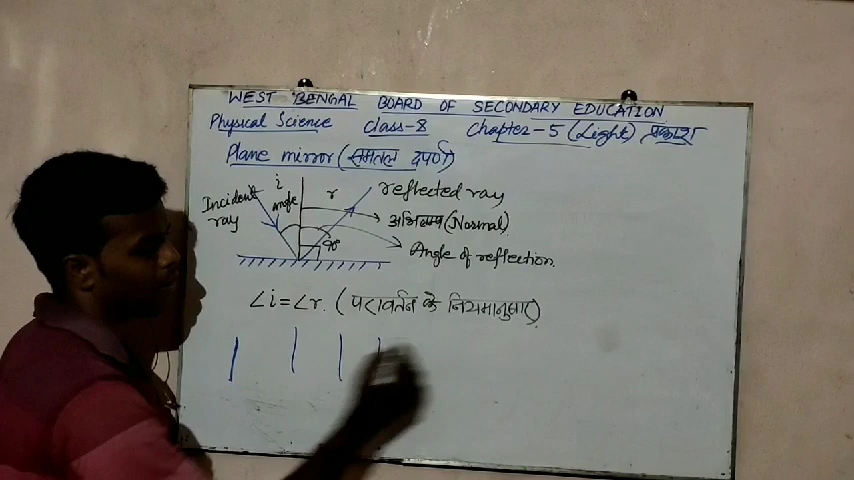 WEST BENGAL BOARD OF SECONDARY EDUCATION
Physical Science Class-8 Chapter-5 (Light) प्रकाश
Plane mirror (समतल दर्पण)
i r reflected ray
Incident angle
ray अभिलम्ब (Normal)
90° Angle of reflection.
∠i = ∠r. (परावर्तन के नियमानुसार)